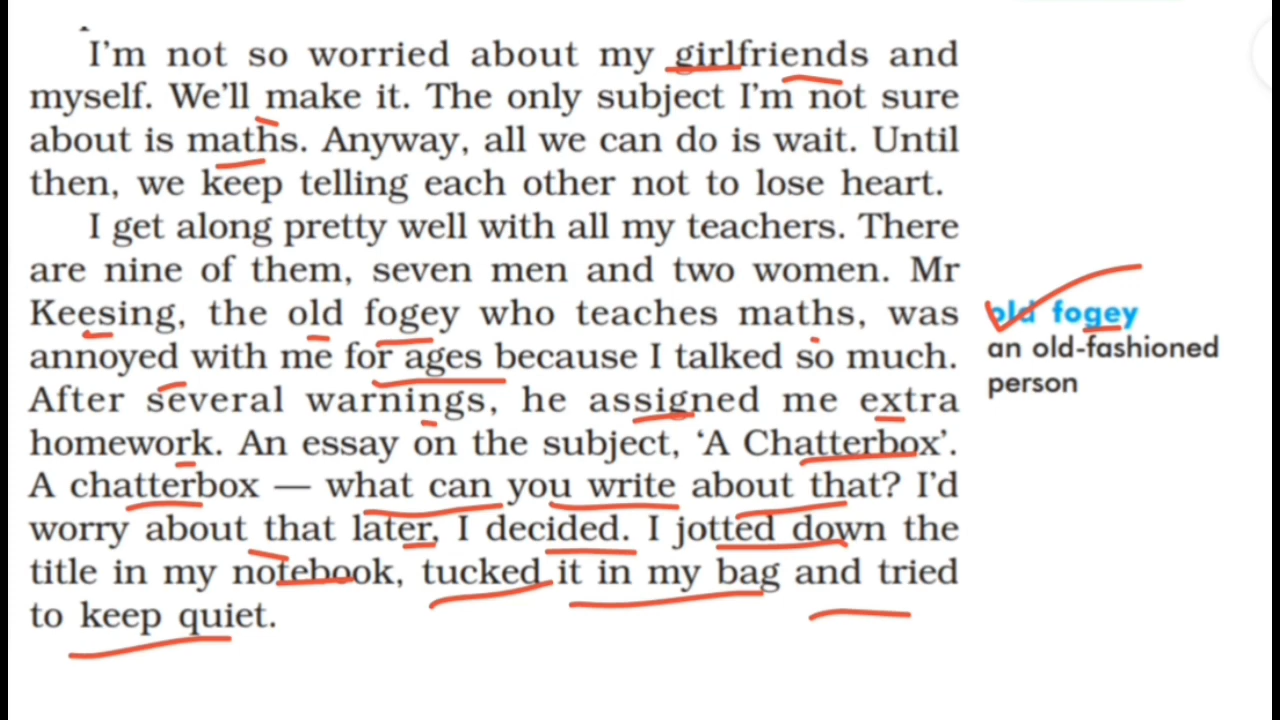 I'm not so worried about my girlfriends and
myself. We'll make it. The only subject I'm not sure
about is maths. Anyway, all we can do is wait. Until
then, we keep telling each other not to lose heart.
I get along pretty well with all my teachers. There
are nine of them, seven men and two women. Mr
Keesing, the old fogey who teaches maths, was
annoyed with me for ages because I talked so much.
After several warnings, he assigned me extra
homework. An essay on the subject, ‘A Chatterbox’.
A chatterbox — what can you write about that? I'd
worry about that later, I decided. I jotted down the
title in my notebook, tucked it in my bag and tried
to keep quiet.
old fogey
an old-fashioned
person